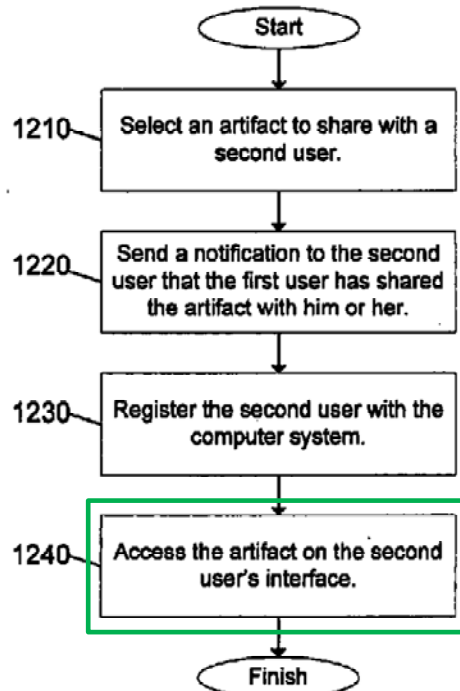 Start
1210
Select an artifact to share with a
second user.
1220
Send a notification to the second
user that the first user has shared
the artifact with him or her.
1230
Register the second user with the
computer system.
1240
Access the artifact on the second
user's interface.
Finish